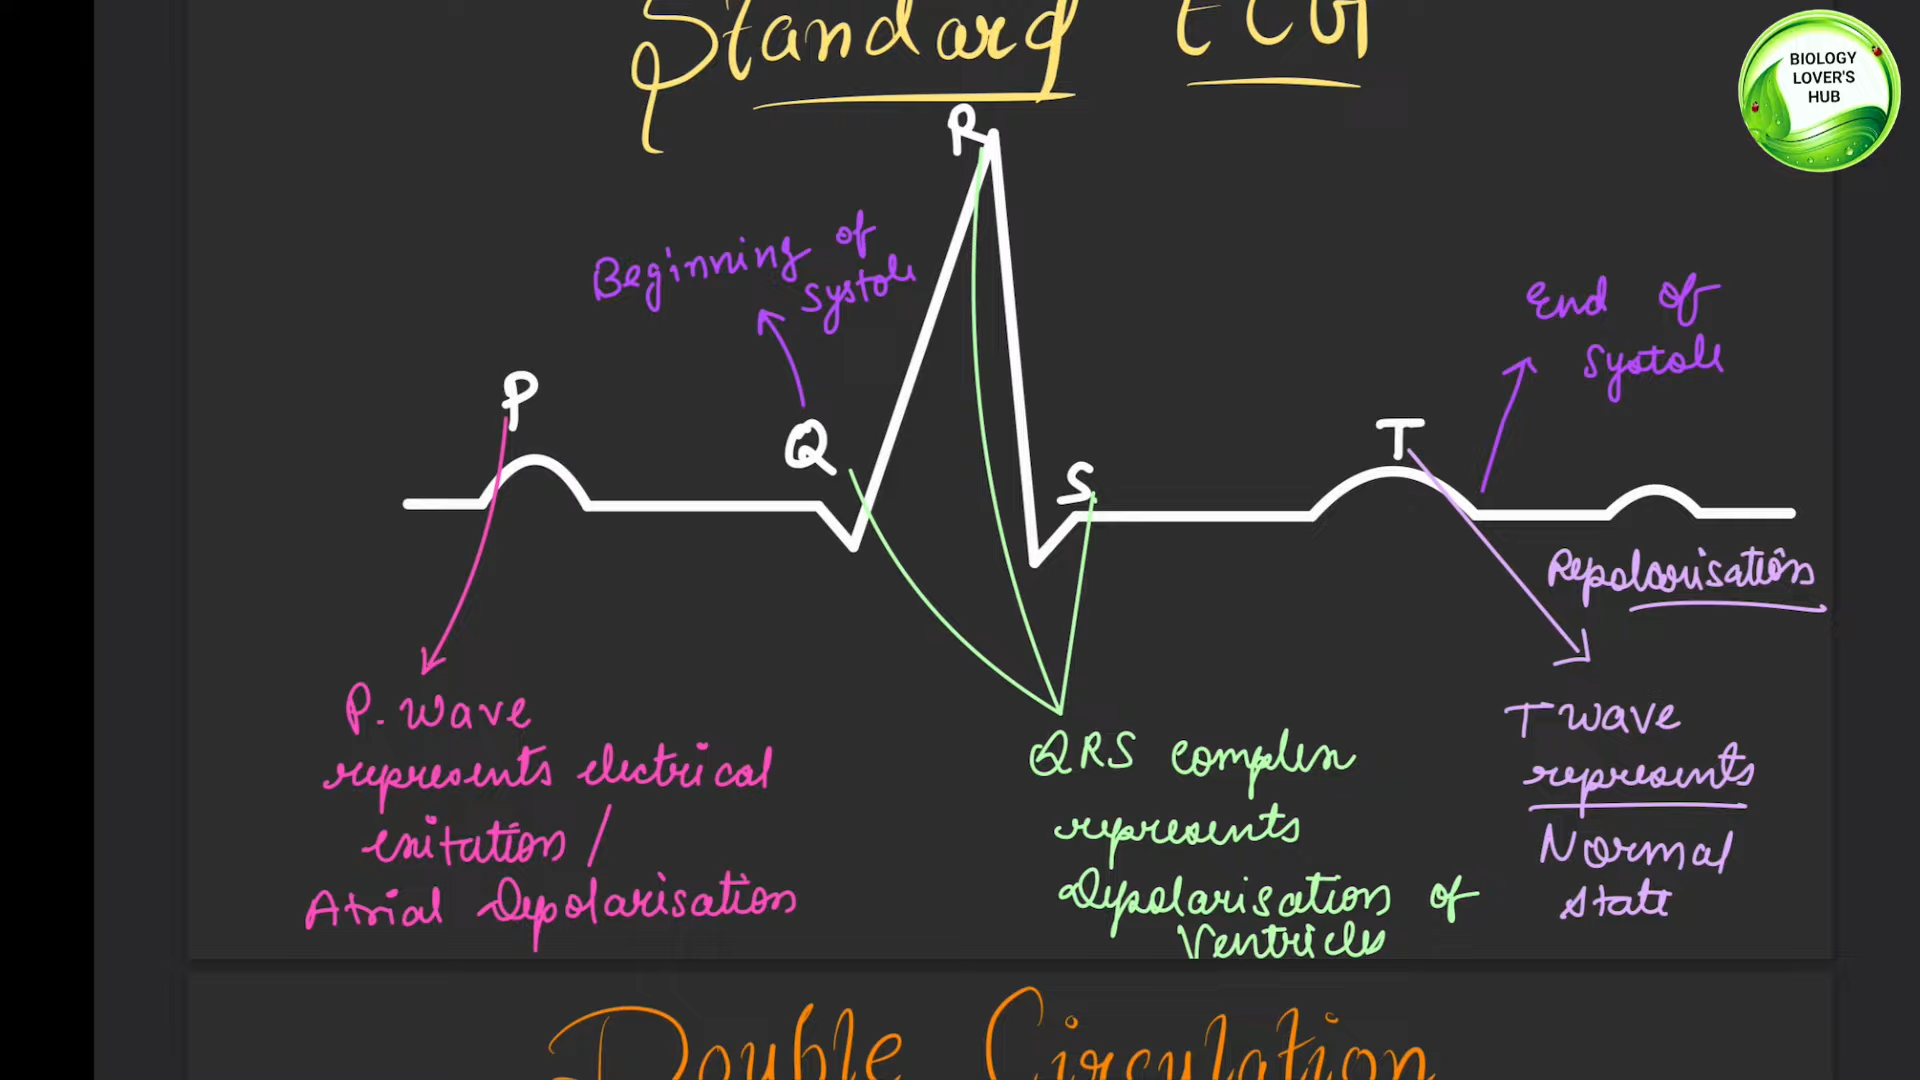 Standard ECG
BIOLOGY
LOVER'S
HUB
R
Beginning of
systole
End of
systole
P
Q
S
T
Repolarisation
P. wave
represents electrical
exitation /
Atrial Depolarisation
QRS complex
represents
Depolarisation of
Ventricles
T wave
represents
Normal
state
Double Circulation